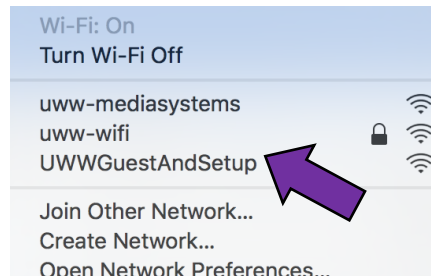 Wi-Fi: On
Turn Wi-Fi Off
uww-mediasystems
uww-wifi
UWWGuestAndSetup
Join Other Network...
Create Network...
Open Network Preferences...